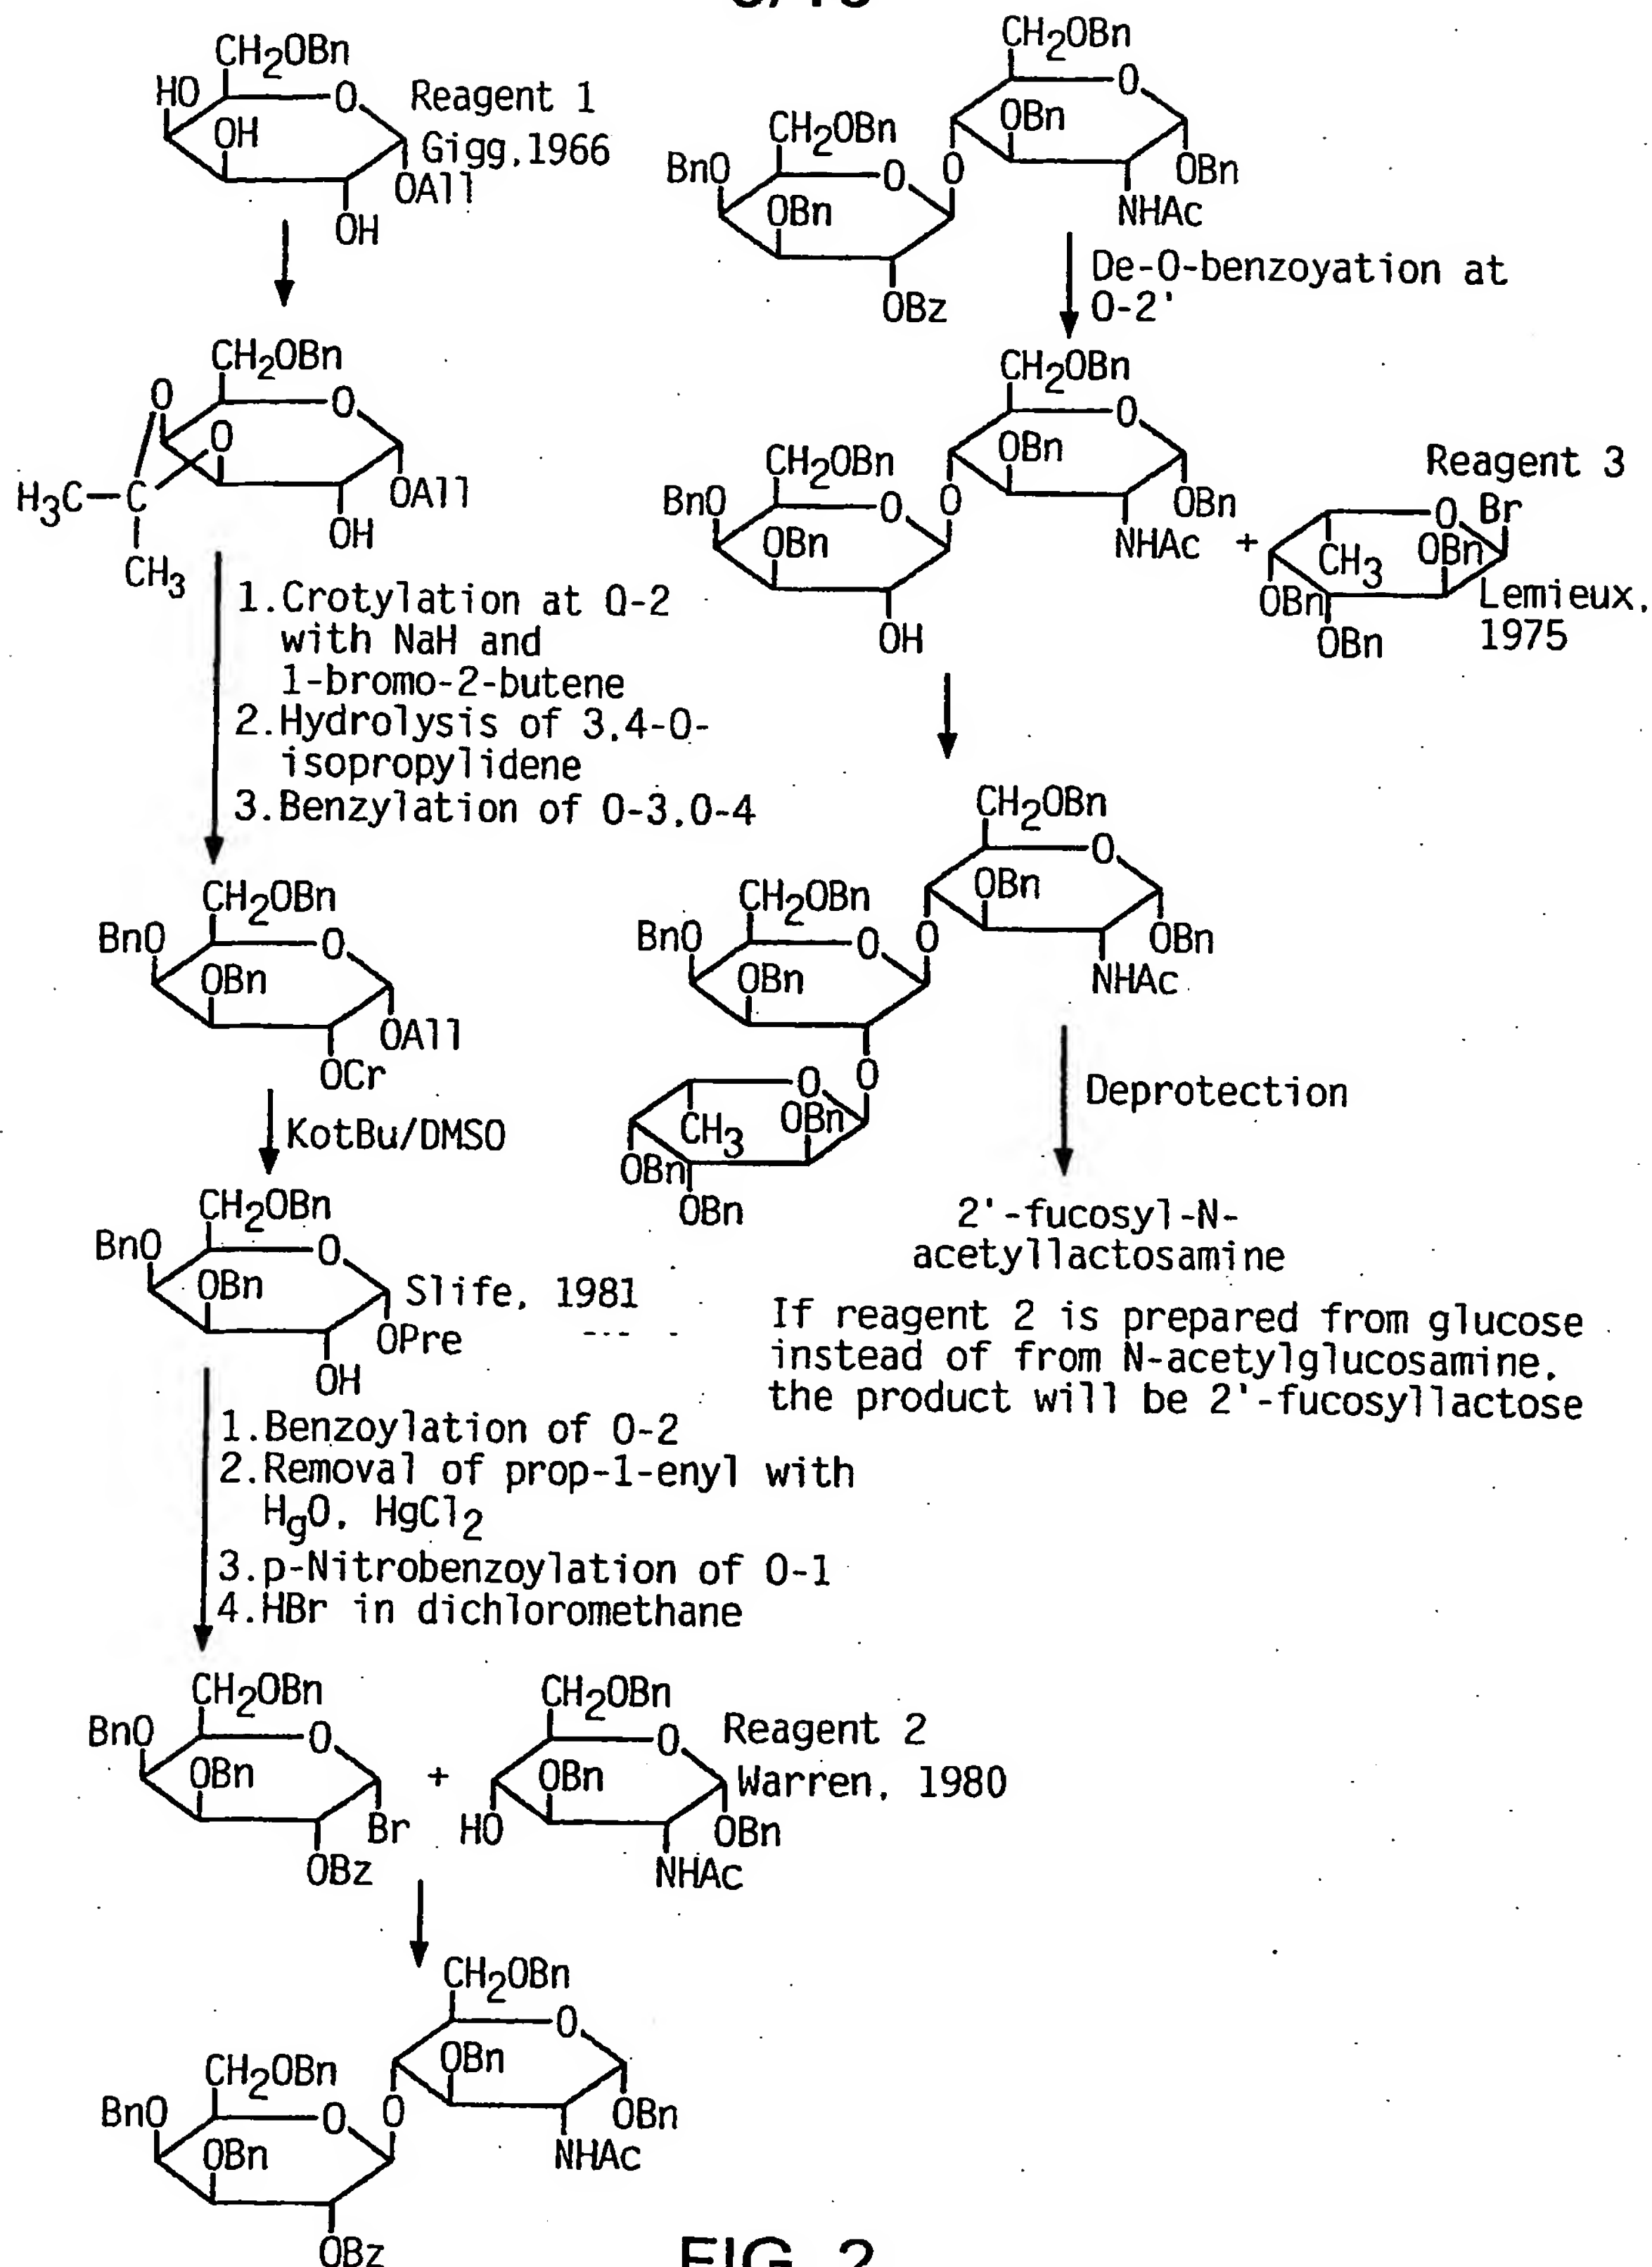 CH2OBn
HO
O
Reagent 1
OH
Gigg,1966
OAll
OH
CH2OBn
O
O
O
H3C-C
OAll
OH
CH3
1.Crotylation at O-2
with NaH and
1-bromo-2-butene
2.Hydrolysis of 3,4-O-
isopropylidene
3.Benzylation of O-3,O-4
CH2OBn
BnO
O
OBn
OAll
OCr
KotBu/DMSO
CH2OBn
BnO
O
OBn
Slife, 1981
OPre
OH
1.Benzoylation of O-2
2.Removal of prop-1-enyl with
HgO, HgCl2
3.p-Nitrobenzoylation of O-1
4.HBr in dichloromethane
CH2OBn
BnO
O
OBn
Br
OBz
+
CH2OBn
O
Reagent 2
OBn
Warren, 1980
HO
OBn
NHAc
CH2OBn
O
OBn
CH2OBn
BnO
O
O
OBn
OBn
NHAc
OBz
CH2OBn
O
OBn
CH2OBn
BnO
O
O
OBn
OBn
NHAc
OBz
De-O-benzoyation at
O-2'
CH2OBn
O
OBn
CH2OBn
BnO
O
O
OBn
OBn
NHAc
OH
+
Reagent 3
O
Br
CH3
OBn
OBn
Lemieux,
1975
OBn
CH2OBn
O
OBn
CH2OBn
BnO
O
O
OBn
OBn
NHAc
O
O
CH3
OBn
OBn
OBn
Deprotection
2'-fucosyl-N-
acetyllactosamine
If reagent 2 is prepared from glucose
instead of from N-acetylglucosamine,
the product will be 2'-fucosyllactose
FIG. 2